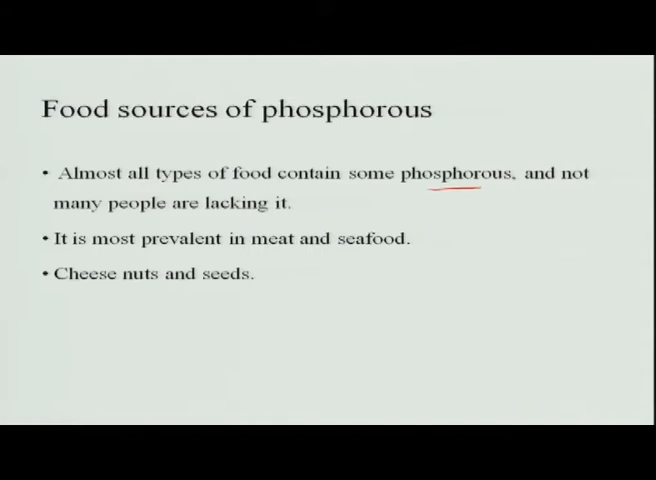 Food sources of phosphorous
• Almost all types of food contain some phosphorous, and not
many people are lacking it.
• It is most prevalent in meat and seafood.
• Cheese nuts and seeds.